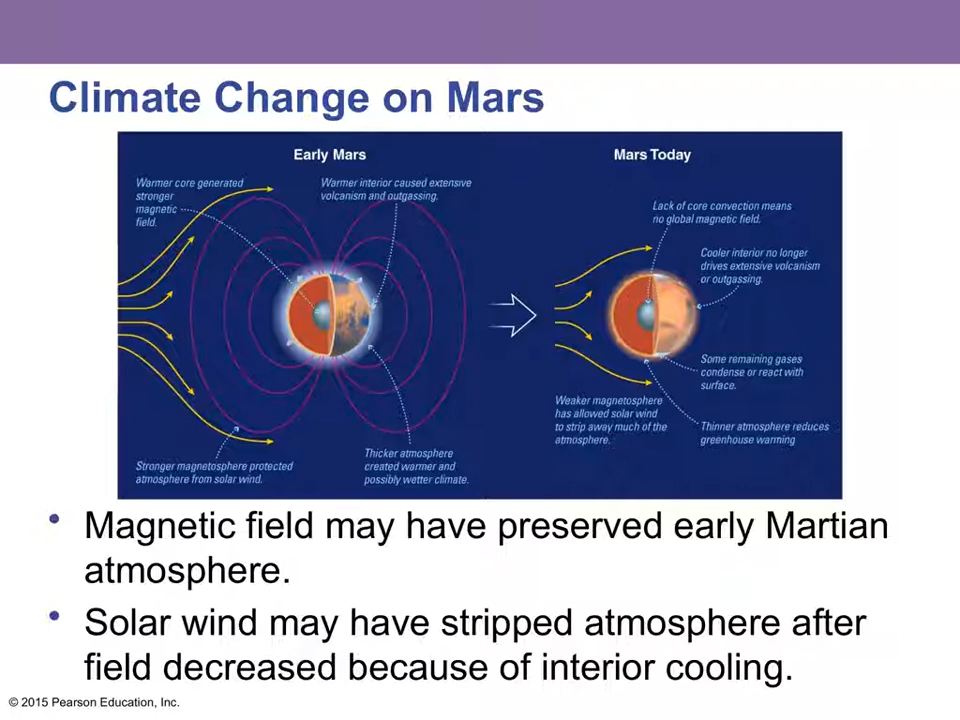 Climate Change on Mars
Early Mars
Warmer core generated
stronger
magnetic
field.
Warmer interior caused extensive
volcanism and outgassing.
Stronger magnetosphere protected
atmosphere from solar wind.
Thicker atmosphere
created warmer and
possibly wetter climate.
Mars Today
Lack of core convection means
no global magnetic field.
Cooler interior no longer
drives extensive volcanism
or outgassing.
Some remaining gases
condense or react with
surface.
Weaker magnetosphere
has allowed solar wind
to strip away much of the
atmosphere.
Thinner atmosphere reduces
greenhouse warming
• Magnetic field may have preserved early Martian
atmosphere.
• Solar wind may have stripped atmosphere after
field decreased because of interior cooling.
© 2015 Pearson Education, Inc.